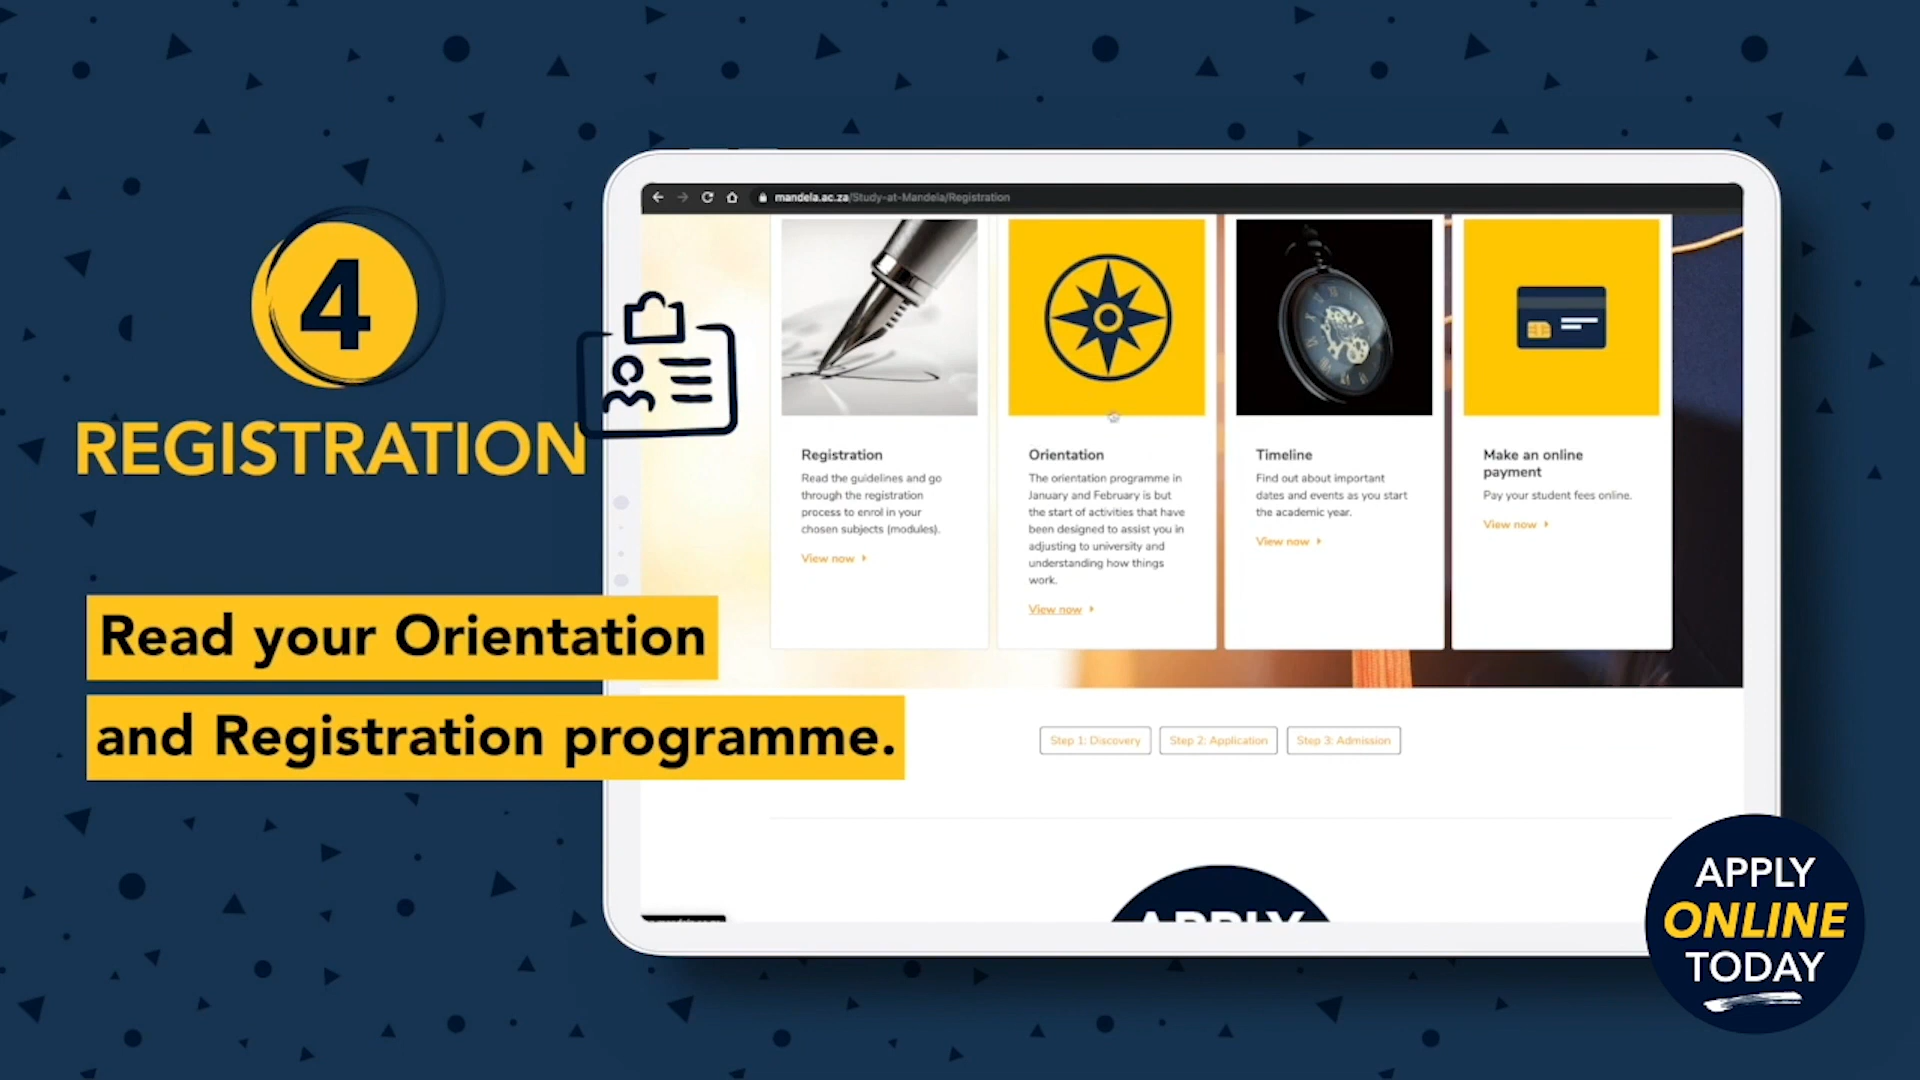 4
REGISTRATION
Read your Orientation
and Registration programme.
mandela.ac.za/Study-at-Mandela/Registration
Registration
Read the guidelines and go
through the registration
process to enrol in your
chosen subjects (modules).
View now
Orientation
The orientation programme in
January and February is but
the start of activities that have
been designed to assist you in
adjusting to university and
understanding how things
work.
View now
Timeline
Find out about important
dates and events as you start
the academic year.
View now
Make an online
payment
Pay your student fees online.
View now
Step 1: Discovery
Step 2: Application
Step 3: Admission
APPLY
APPLY
ONLINE
TODAY